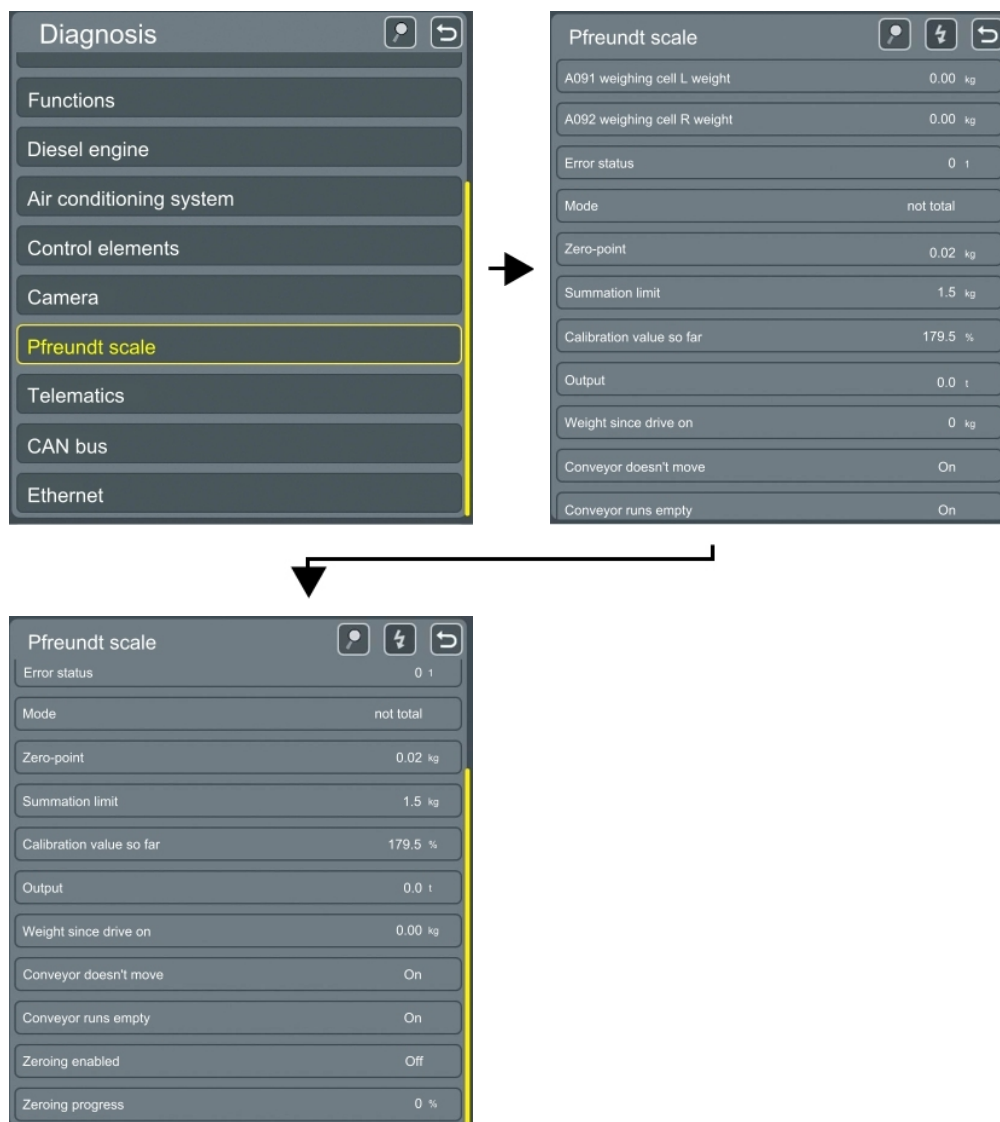 Diagnosis
Functions
Diesel engine
Air conditioning system
Control elements
Camera
Pfreundt scale
Telematics
CAN bus
Ethernet
Pfreundt scale
A091 weighing cell L weight 0.00 kg
A092 weighing cell R weight 0.00 kg
Error status 0 1
Mode not total
Zero-point 0.02 kg
Summation limit 1.5 kg
Calibration value so far 179.5 %
Output 0.0 t
Weight since drive on 0 kg
Conveyor doesn't move On
Conveyor runs empty On
Pfreundt scale
Error status 0 1
Mode not total
Zero-point 0.02 kg
Summation limit 1.5 kg
Calibration value so far 179.5 %
Output 0.0 t
Weight since drive on 0.00 kg
Conveyor doesn't move On
Conveyor runs empty On
Zeroing enabled Off
Zeroing progress 0 %